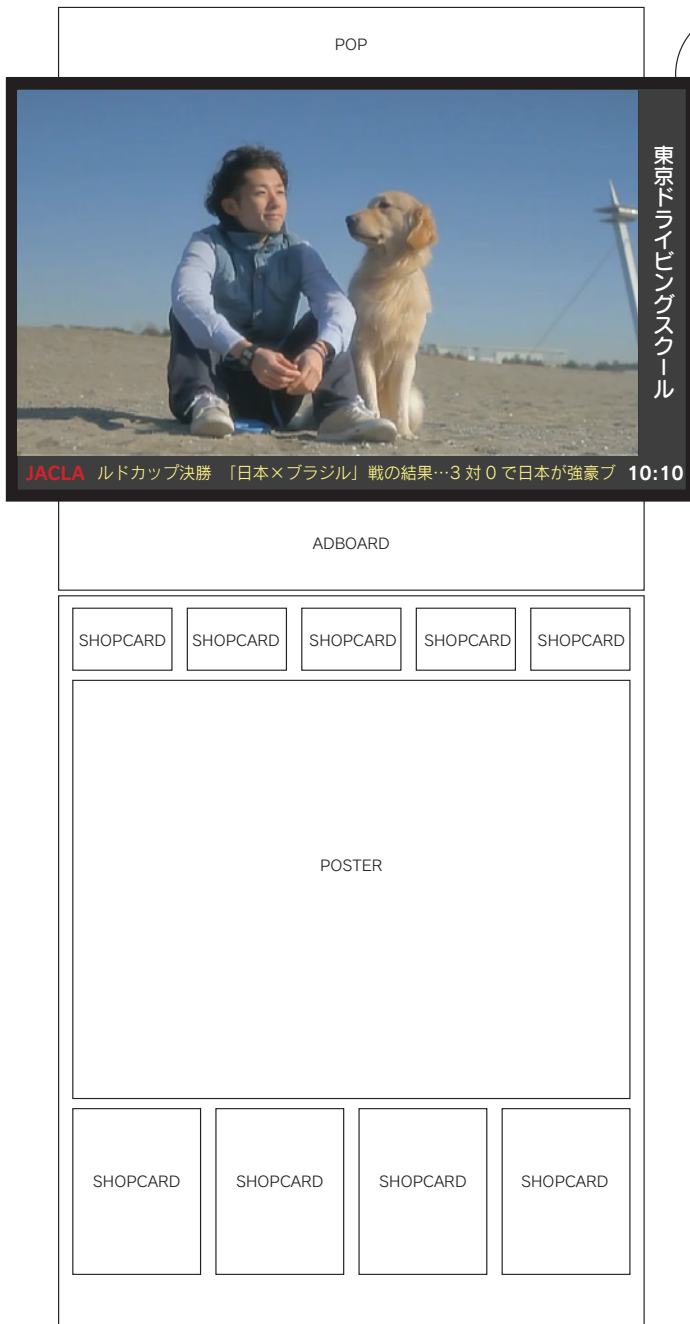 POP
東京ドライビングスクール
JACLA ルドカップ決勝 「日本×ブラジル」戦の結果…3 対 0 で日本が強豪ブ 10:10
ADBOARD
SHOPCARD SHOPCARD SHOPCARD SHOPCARD SHOPCARD
POSTER
SHOPCARD SHOPCARD SHOPCARD SHOPCARD